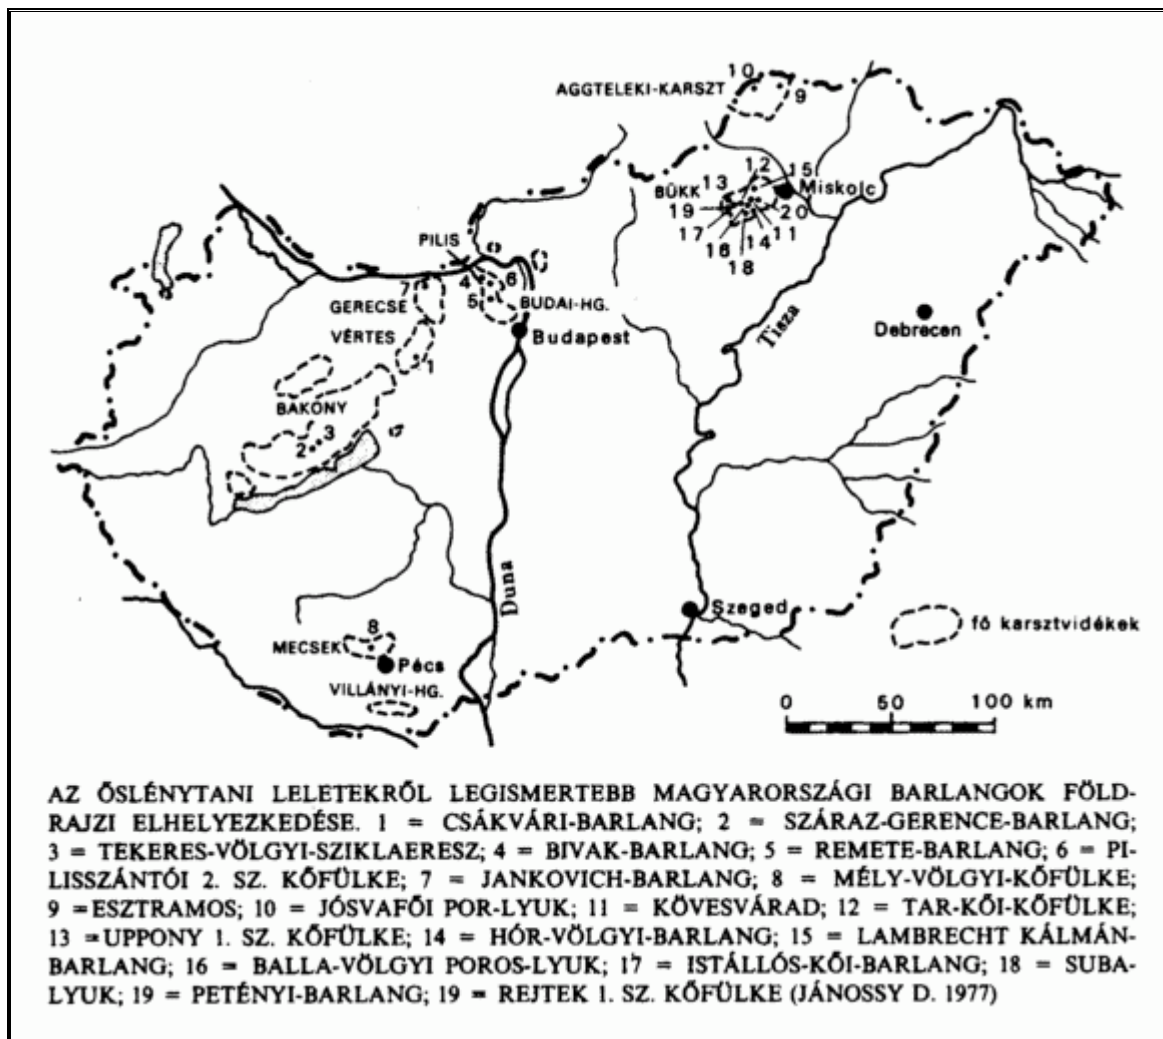 10
AGGTELEKI-KARSZT
9
12
15
13
BÜKK
Miskolc
19
20
17
11
16
14
18
PILIS
4
6
7
5
BUDAI-HG.
GERECSE
VÉRTES
Budapest
1
Tisza
Debrecen
BAKONY
3
2
Duna
Szeged
fő karsztvidékek
8
MECSEK
Pécs
VILLÁNYI-HG.
0 50 100 km
AZ ŐSLÉNYTANI LELETEKRŐL LEGISMERTEBB MAGYARORSZÁGI BARLANGOK FÖLD-
RAJZI ELHELYEZKEDÉSE. 1 = CSÁKVÁRI-BARLANG; 2 = SZÁRAZ-GERENCE-BARLANG;
3 = TEKERES-VÖLGYI-SZIKLAERESZ; 4 = BIVAK-BARLANG; 5 = REMETE-BARLANG; 6 = PI-
LISSZÁNTÓI 2. SZ. KŐFÜLKE; 7 = JANKOVICH-BARLANG; 8 = MÉLY-VÖLGYI-KŐFÜLKE;
9 =ESZTRAMOS; 10 = JÓSVAFŐI POR-LYUK; 11 = KÖVESVÁRAD; 12 = TAR-KŐI-KŐFÜLKE;
13 =UPPONY 1. SZ. KŐFÜLKE; 14 = HÓR-VÖLGYI-BARLANG; 15 = LAMBRECHT KÁLMÁN-
BARLANG; 16 = BALLA-VÖLGYI POROS-LYUK; 17 = ISTÁLLÓS-KŐI-BARLANG; 18 = SUBA-
LYUK; 19 = PETÉNYI-BARLANG; 19 = REJTEK 1. SZ. KŐFÜLKE (JÁNOSSY D. 1977)